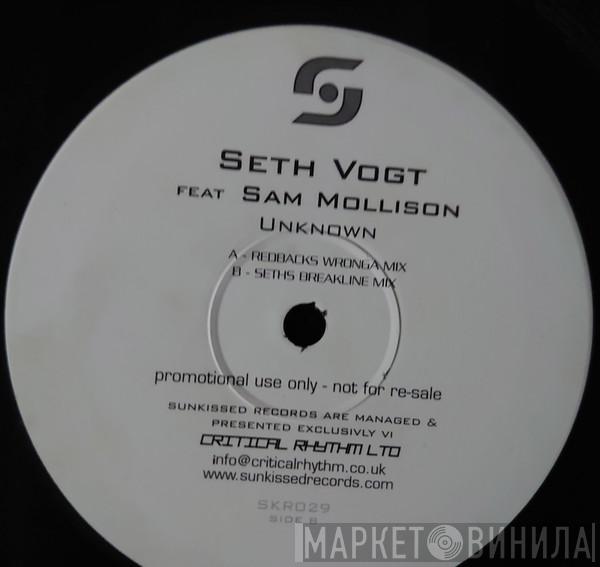 SETH VOGT
FEAT SAM MOLLISON
UNKNOWN
A - REDBACKS WRONGA MIX
B - SETHS BREAKLINE MIX
promotional use only - not for re-sale
SUNKISSED RECORDS ARE MANAGED &
PRESENTED EXCLUSIVLY VI
CRITICAL RHYTHM LTD
info@criticalrhythm.co.uk
www.sunkissedrecords.com
SKR029
SIDE B
МАРКЕТ ВИНИЛА